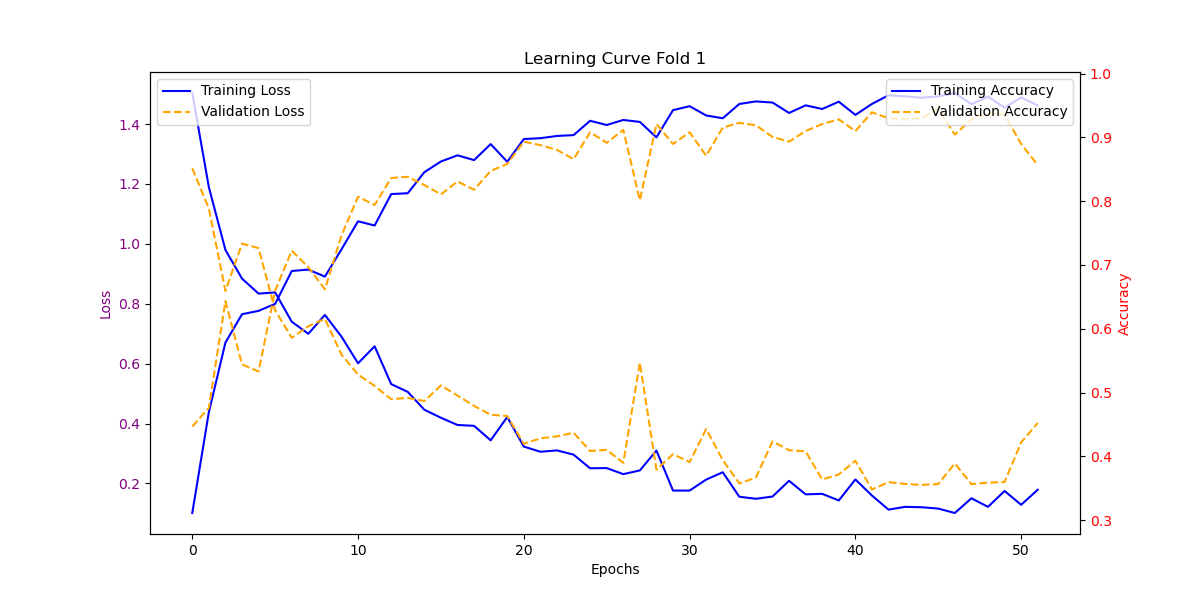 Learning Curve Fold 1
Training Loss
Validation Loss
Training Accuracy
Validation Accuracy
1.4
1.2
1.0
0.8
0.6
0.4
0.2
Loss
1.0
0.9
0.8
0.7
0.6
0.5
0.4
0.3
Accuracy
0 10 20 30 40 50
Epochs